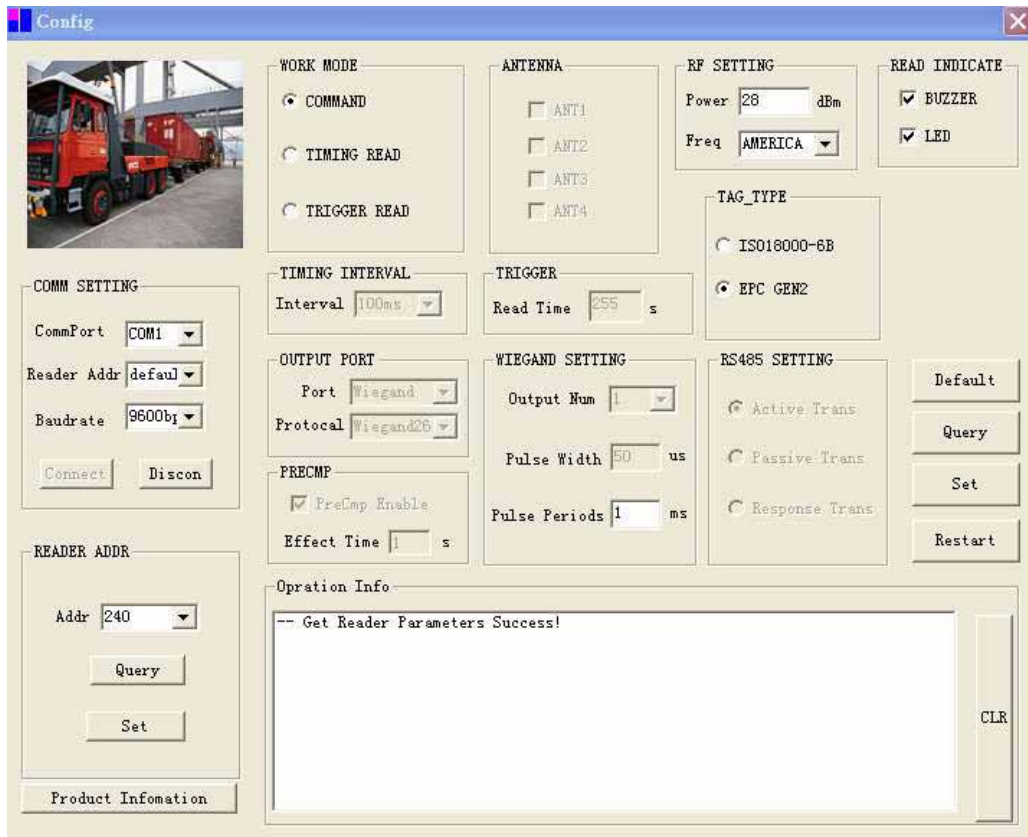 Config
WORK MODE
COMMAND
TIMING READ
TRIGGER READ
ANTENNA
ANT1
ANT2
ANT3
ANT4
RF SETTING
Power 28 dBm
Freq AMERICA
READ INDICATE
BUZZER
LED
TAG_TYPE
ISO18000-6B
EPC GEN2
COMM SETTING
CommPort COM1
Reader Addr defaul
Baudrate 9600bp
Connect Discon
TIMING INTERVAL
Interval 100ms
TRIGGER
Read Time 255 s
OUTPUT PORT
Port Wiegand
Protocal Wiegand26
WIEGAND SETTING
Output Num 1
Pulse Width 50 us
Pulse Periods 1 ms
RS485 SETTING
Active Trans
Passive Trans
Response Trans
Default
Query
Set
Restart
PRECMP
PreCmp Enable
Effect Time 1 s
READER ADDR
Addr 240
Query
Set
Product Infomation
Opration Info
-- Get Reader Parameters Success!
CLR